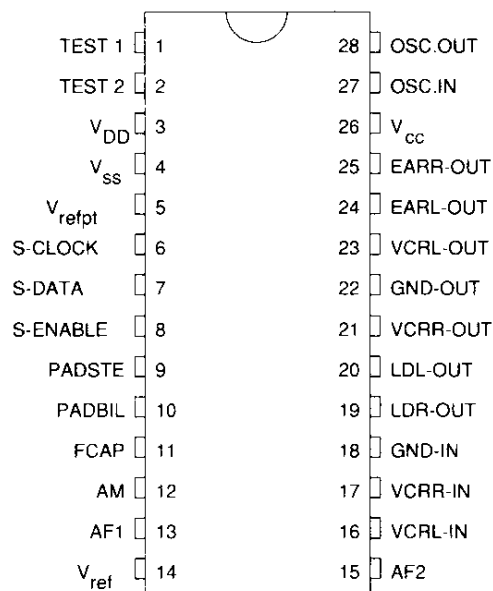 TEST 1 1 28 OSC.OUT
TEST 2 2 27 OSC.IN
VDD 3 26 Vcc
Vss 4 25 EARR-OUT
Vrefpt 5 24 EARL-OUT
S-CLOCK 6 23 VCRL-OUT
S-DATA 7 22 GND-OUT
S-ENABLE 8 21 VCRR-OUT
PADSTE 9 20 LDL-OUT
PADBIL 10 19 LDR-OUT
FCAP 11 18 GND-IN
AM 12 17 VCRR-IN
AF1 13 16 VCRL-IN
Vref 14 15 AF2